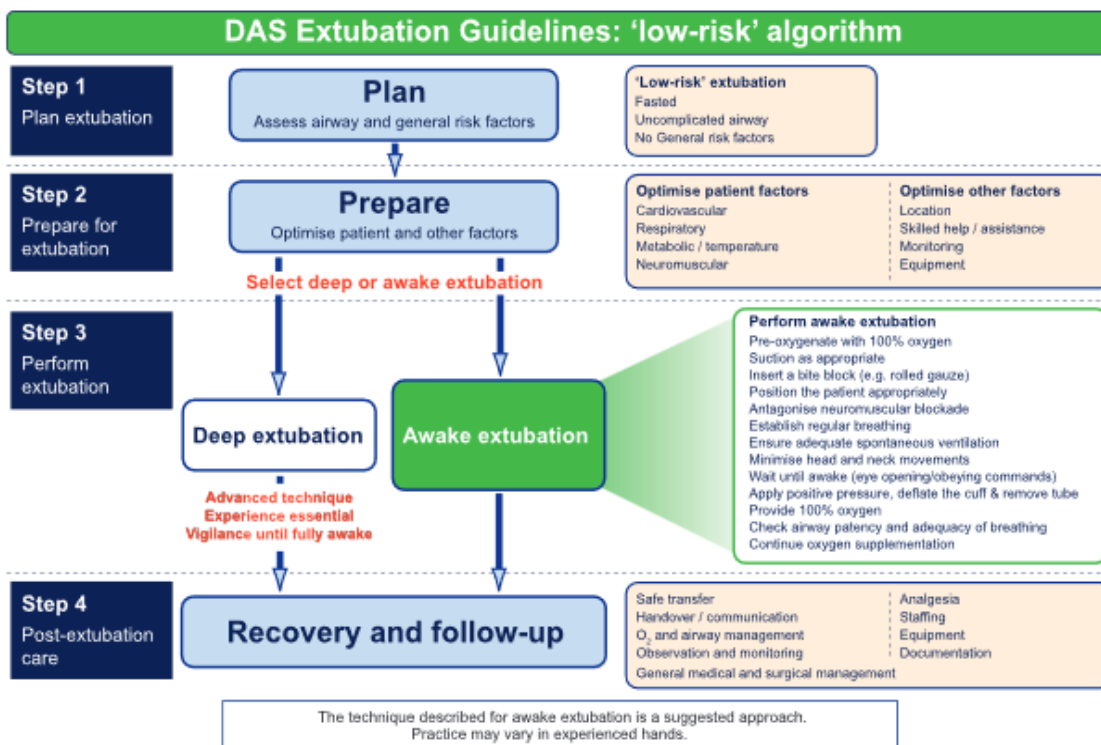 DAS Extubation Guidelines: 'low-risk' algorithm
Step 1
Plan extubation
Plan
Assess airway and general risk factors
'Low-risk' extubation
Fasted
Uncomplicated airway
No General risk factors
Step 2
Prepare for
extubation
Prepare
Optimise patient and other factors
Optimise patient factors
Cardiovascular
Respiratory
Metabolic / temperature
Neuromuscular
Optimise other factors
Location
Skilled help / assistance
Monitoring
Equipment
Select deep or awake extubation
Step 3
Perform
extubation
Deep extubation
Advanced technique
Experience essential
Vigilance until fully awake
Awake extubation
Perform awake extubation
Pre-oxygenate with 100% oxygen
Suction as appropriate
Insert a bite block (e.g. rolled gauze)
Position the patient appropriately
Antagonise neuromuscular blockade
Establish regular breathing
Ensure adequate spontaneous ventilation
Minimise head and neck movements
Wait until awake (eye opening/obeying commands)
Apply positive pressure, deflate the cuff & remove tube
Provide 100% oxygen
Check airway patency and adequacy of breathing
Continue oxygen supplementation
Step 4
Post-extubation
care
Recovery and follow-up
Safe transfer
Handover / communication
O₂ and airway management
Observation and monitoring
General medical and surgical management
Analgesia
Staffing
Equipment
Documentation
The technique described for awake extubation is a suggested approach.
Practice may vary in experienced hands.